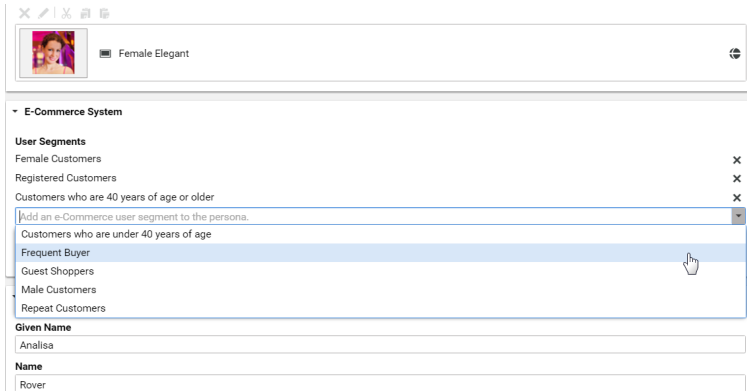 Female Elegant
E-Commerce System
User Segments
Female Customers
Registered Customers
Customers who are 40 years of age or older
Add an e-Commerce user segment to the persona.
Customers who are under 40 years of age
Frequent Buyer
Guest Shoppers
Male Customers
Repeat Customers
Given Name
Analisa
Name
Rover